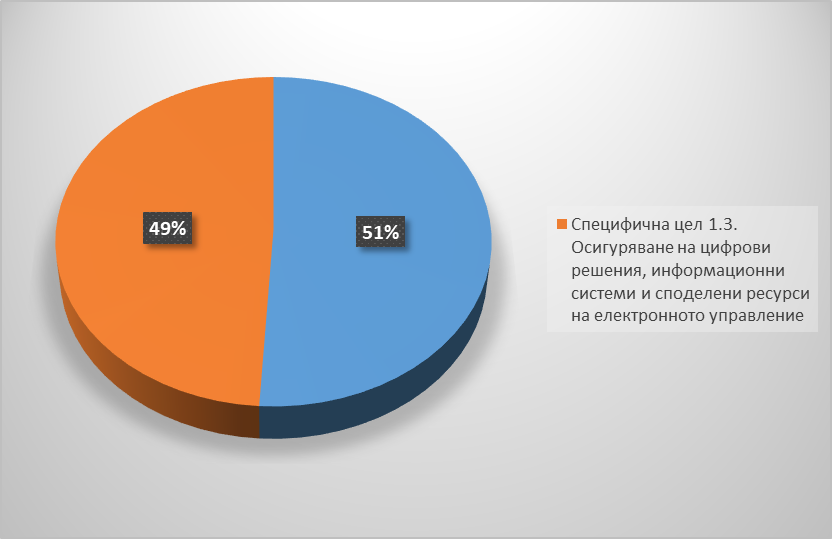 49%
51%
Специфична цел 1.3.
Осигуряване на цифрови
решения, информационни
системи и споделени ресурси
на електронното управление